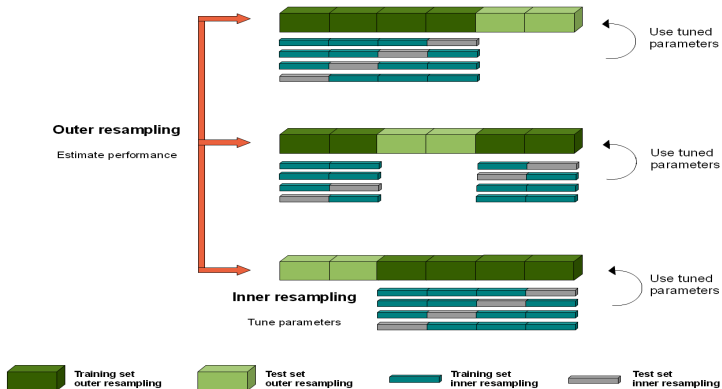 Use tuned
parameters
Outer resampling
Estimate performance
Use tuned
parameters
Inner resampling
Tune parameters
Use tuned
parameters
Training set
outer resampling
Test set
outer resampling
Training set
inner resampling
Test set
inner resampling